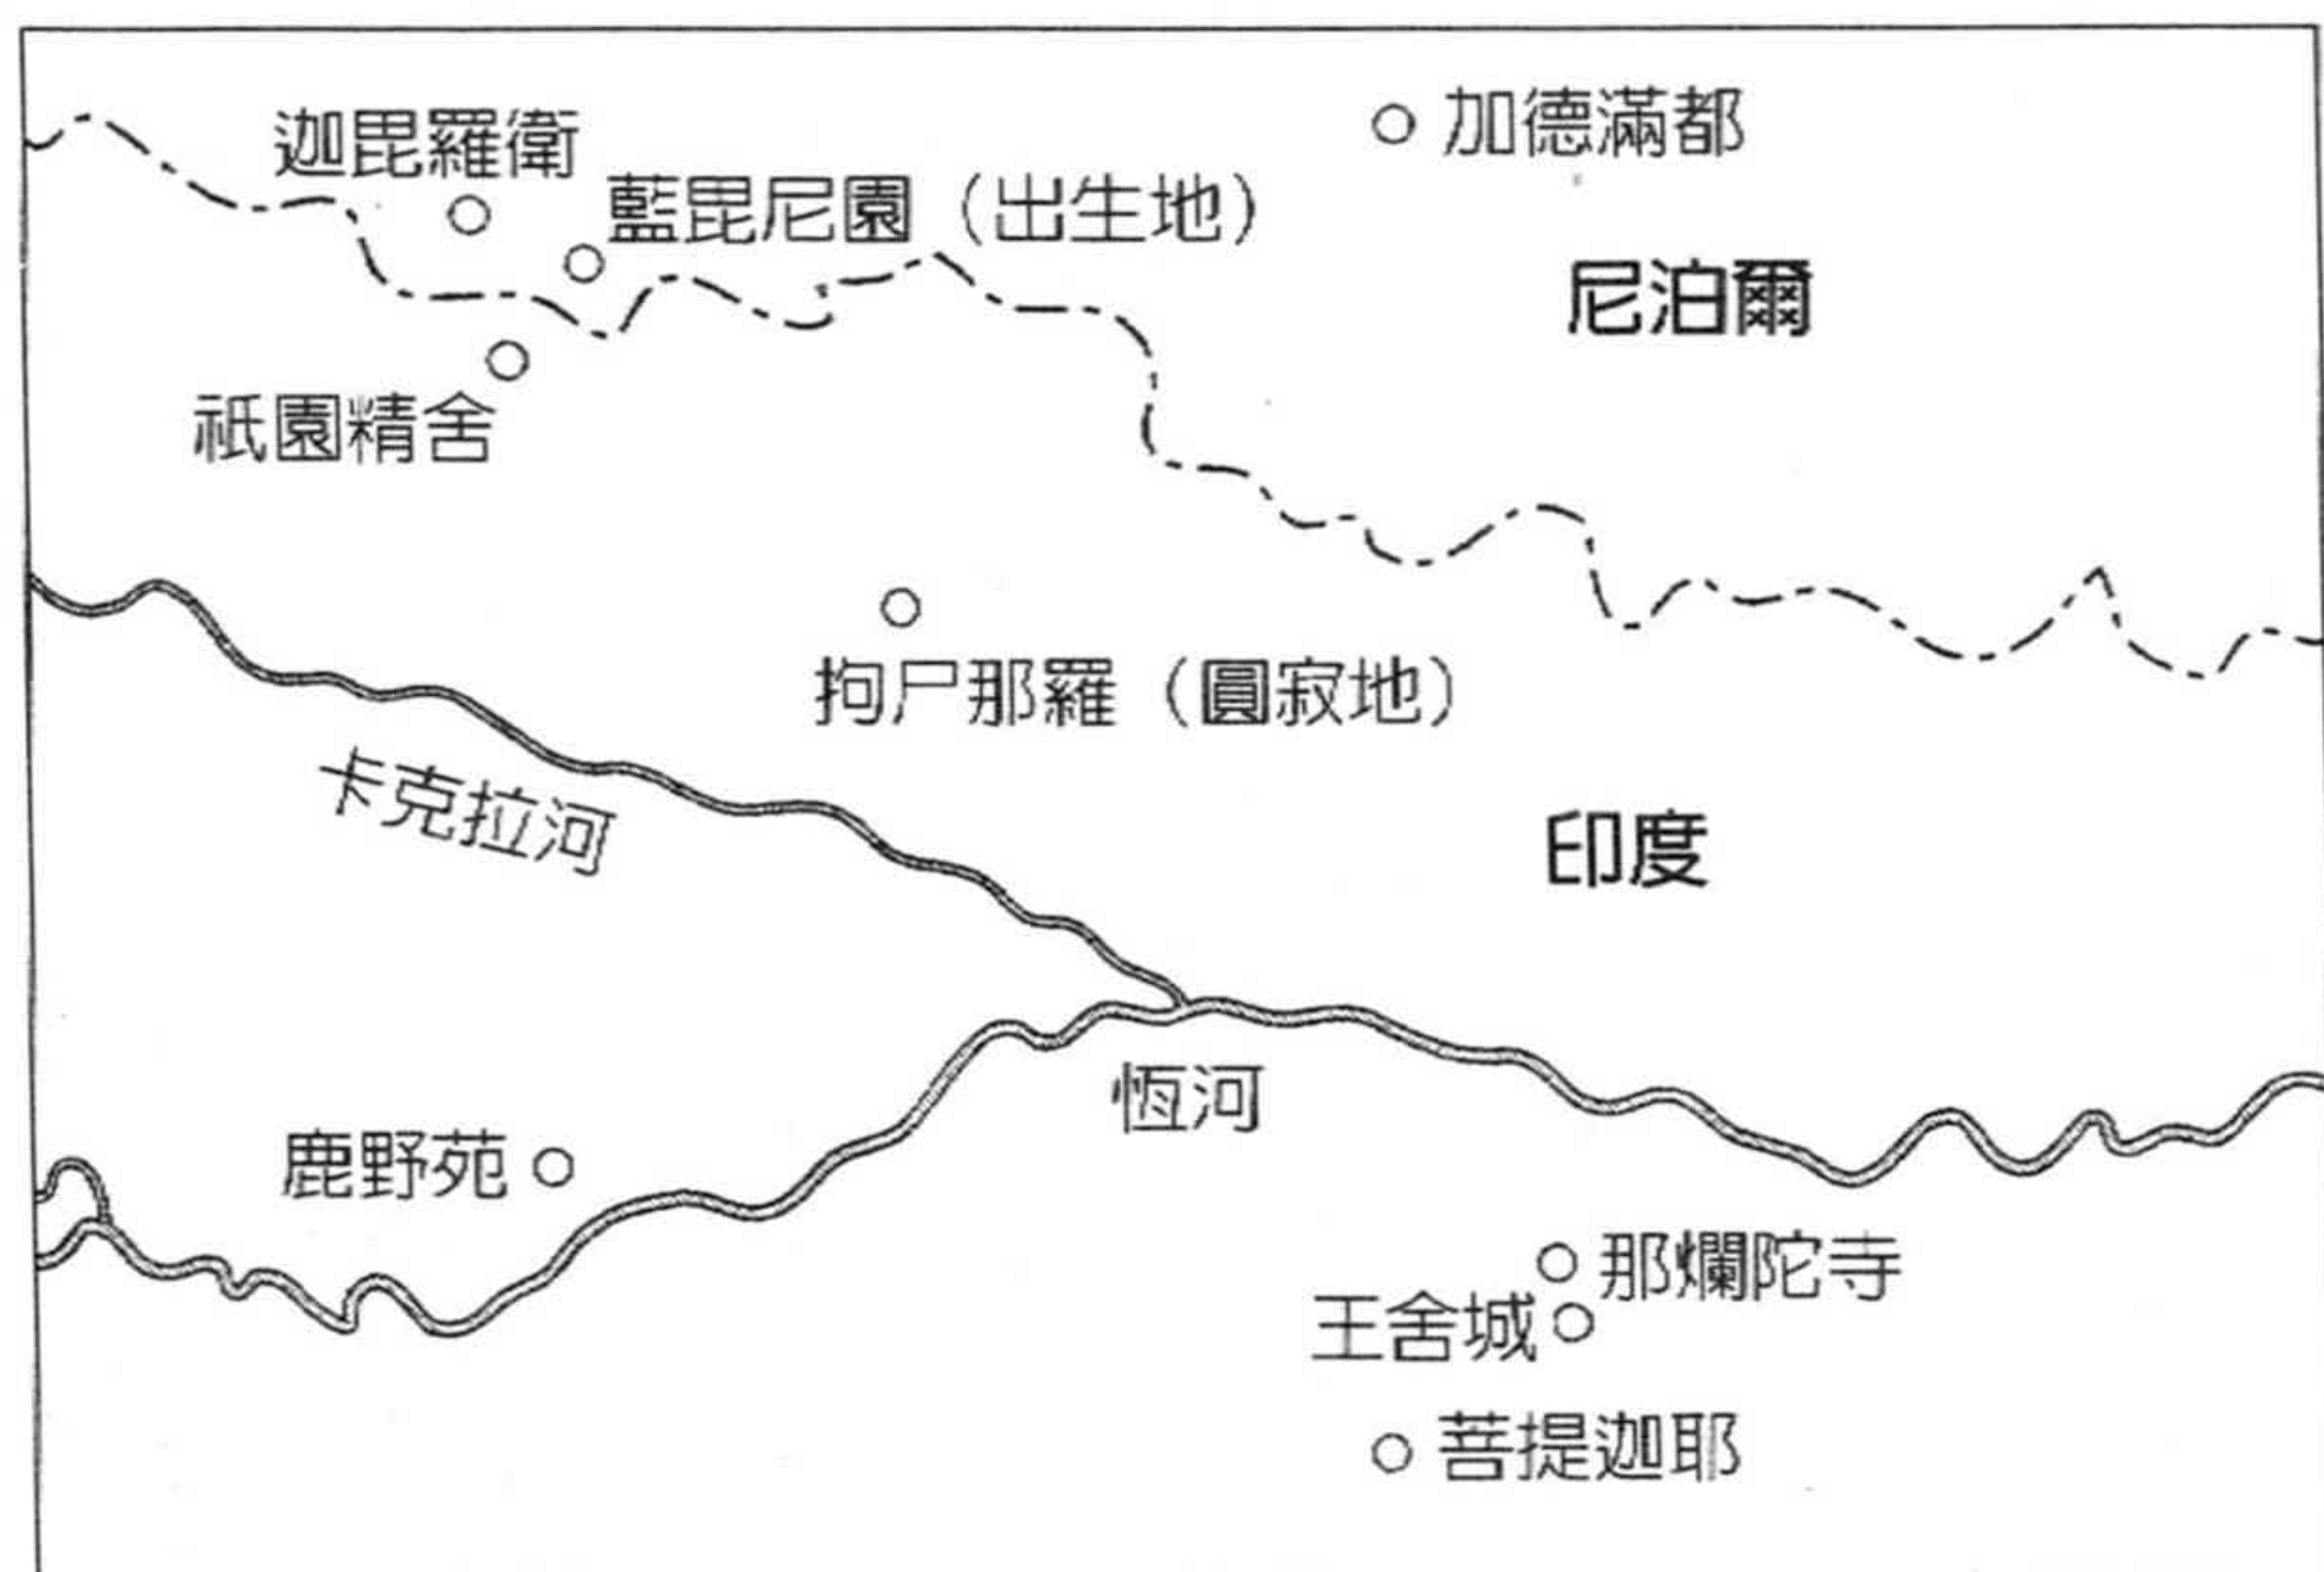 加德滿都
迦毘羅衛
藍毘尼園（出生地）
尼泊爾
祇園精舍
拘尸那羅（圓寂地）
卡克拉河
印度
恆河
鹿野苑
那爛陀寺
王舍城
菩提迦耶